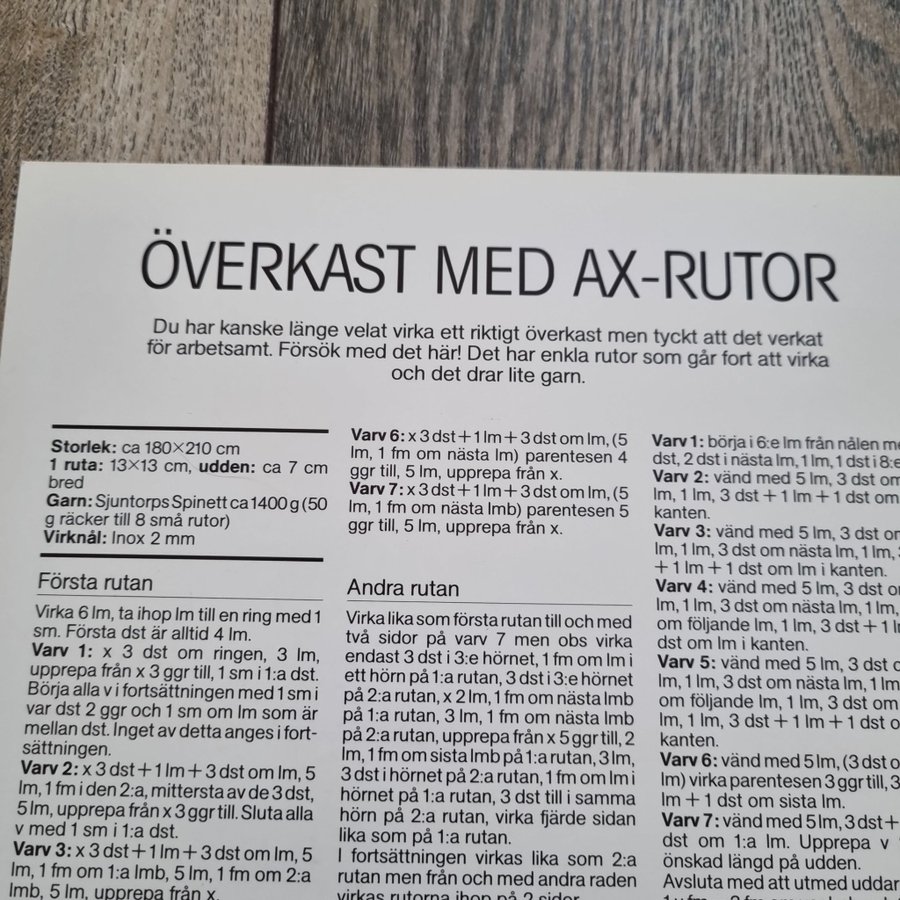 ÖVERKAST MED AX-RUTOR
Du har kanske länge velat virka ett riktigt överkast men tyckt att det verkat
för arbetsamt. Försök med det här! Det har enkla rutor som går fort att virka
och det drar lite garn.
Storlek: ca 180×210 cm
1 ruta: 13×13 cm, udden: ca 7 cm
bred
Garn: Sjuntorps Spinett ca 1400 g (50
g räcker till 8 små rutor)
Virknål: Inox 2 mm
Första rutan
Virka 6 lm, ta ihop lm till en ring med 1
sm. Första dst är alltid 4 lm.
Varv 1: x 3 dst om ringen, 3 lm,
upprepa från x 3 ggr till, 1 sm i 1:a dst.
Börja alla v i fortsättningen med 1 sm i
var dst 2 ggr och 1 sm om lm som är
mellan dst. Inget av detta anges i fort-
sättningen.
Varv 2: x 3 dst+1 lm+3 dst om lm, 5
lm, 1 fm i den 2:a, mittersta av de 3 dst,
5 lm, upprepa från x 3 ggr till. Sluta alla
v med 1 sm i 1:a dst.
Varv 3: x 3 dst+1 lm+3 dst om lm, 5
lm, 1 fm om 1:a lmb, 5 lm, 1 fm om 2:a
lmb, 5 lm, upprepa från x.
Varv 6: x 3 dst+1 lm+3 dst om lm, (5
lm, 1 fm om nästa lm) parentesen 4
ggr till, 5 lm, upprepa från x.
Varv 7: x 3 dst+1 lm+3 dst om lm, (5
lm, 1 fm om nästa lmb) parentesen 5
ggr till, 5 lm, upprepa från x.
Andra rutan
Virka lika som första rutan till och med
två sidor på varv 7 men obs virka
endast 3 dst i 3:e hörnet, 1 fm om lm i
ett hörn på 1:a rutan, 3 dst i 3:e hörnet
på 2:a rutan, x 2 lm, 1 fm om nästa lmb
på 1:a rutan, 3 lm, 1 fm om nästa lmb
på 2:a rutan, upprepa från x 5 ggr till, 2
lm, 1 fm om sista lmb på 1:a rutan, 3 lm,
3 dst i hörnet på 2:a rutan, 1 fm om lm i
hörnet på 1:a rutan, 3 dst till i samma
hörn på 2:a rutan, virka fjärde sidan
lika som på 1:a rutan.
I fortsättningen virkas lika som 2:a
rutan men från och med andra raden
virkas rutorna ihop på 2 sidor.
Varv 1: börja i 6:e lm från nålen
dst, 2 dst i nästa lm, 1 lm, 1 dst i 8:e
Varv 2: vänd med 5 lm, 3 dst om
lm, 1 lm, 3 dst + 1 lm + 1 dst om
kanten.
Varv 3: vänd med 5 lm, 3 dst
lm, 1 lm, 3 dst om nästa lm, 1 lm,
+ 1 lm + 1 dst om lm i kanten.
Varv 4: vänd med 5 lm, 3 dst
lm, 1 lm, 3 dst om nästa lm, 1 lm,
om följande lm, 1 lm, 3 dst + 1
dst om lm i kanten.
Varv 5: vänd med 5 lm, 3 dst
lm, 1 lm, 3 dst om nästa lm, 1 lm
om följande lm, 1 lm, 3 dst om
lm, 1 lm, 3 dst + 1 lm + 1 dst
kanten.
Varv 6: vänd med 5 lm, (3 dst
lm) virka parentesen 3 ggr till,
lm + 1 dst om sista lm.
Varv 7: vänd med 5 lm, 3 dst+
dst om 1:a lm. Upprepa v
önskad längd på udden.
Avsluta med att utmed